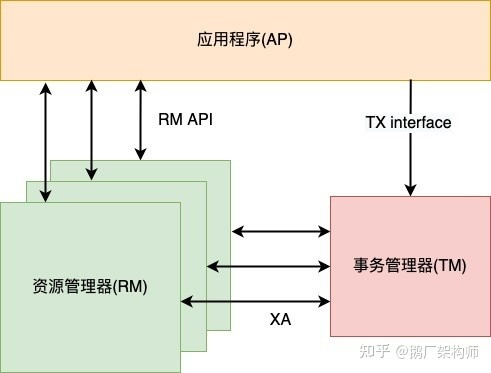 应用程序(AP)
RM API
TX interface
资源管理器(RM)
事务管理器(TM)
XA
知乎 @鹅厂架构师